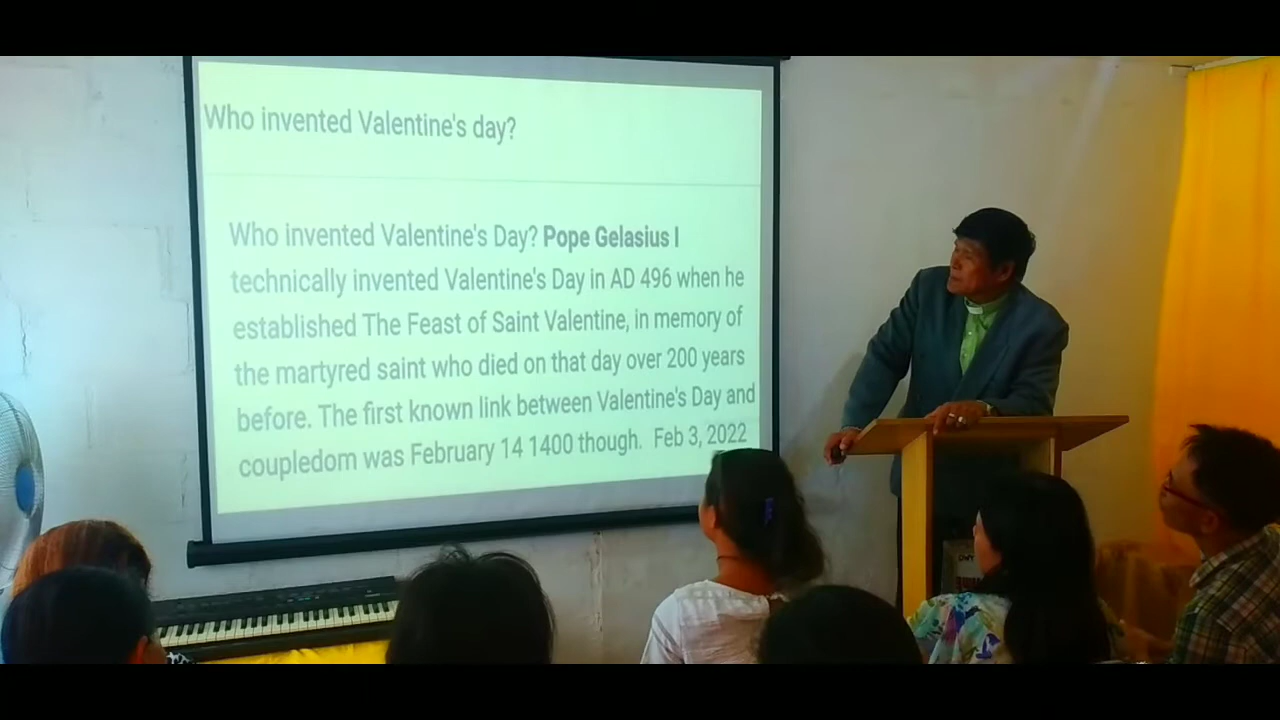 Who invented Valentine's day?
Who invented Valentine's Day? Pope Gelasius I
technically invented Valentine's Day in AD 496 when he
established The Feast of Saint Valentine, in memory of
the martyred saint who died on that day over 200 years
before. The first known link between Valentine's Day and
coupledom was February 14 1400 though.  Feb 3, 2022